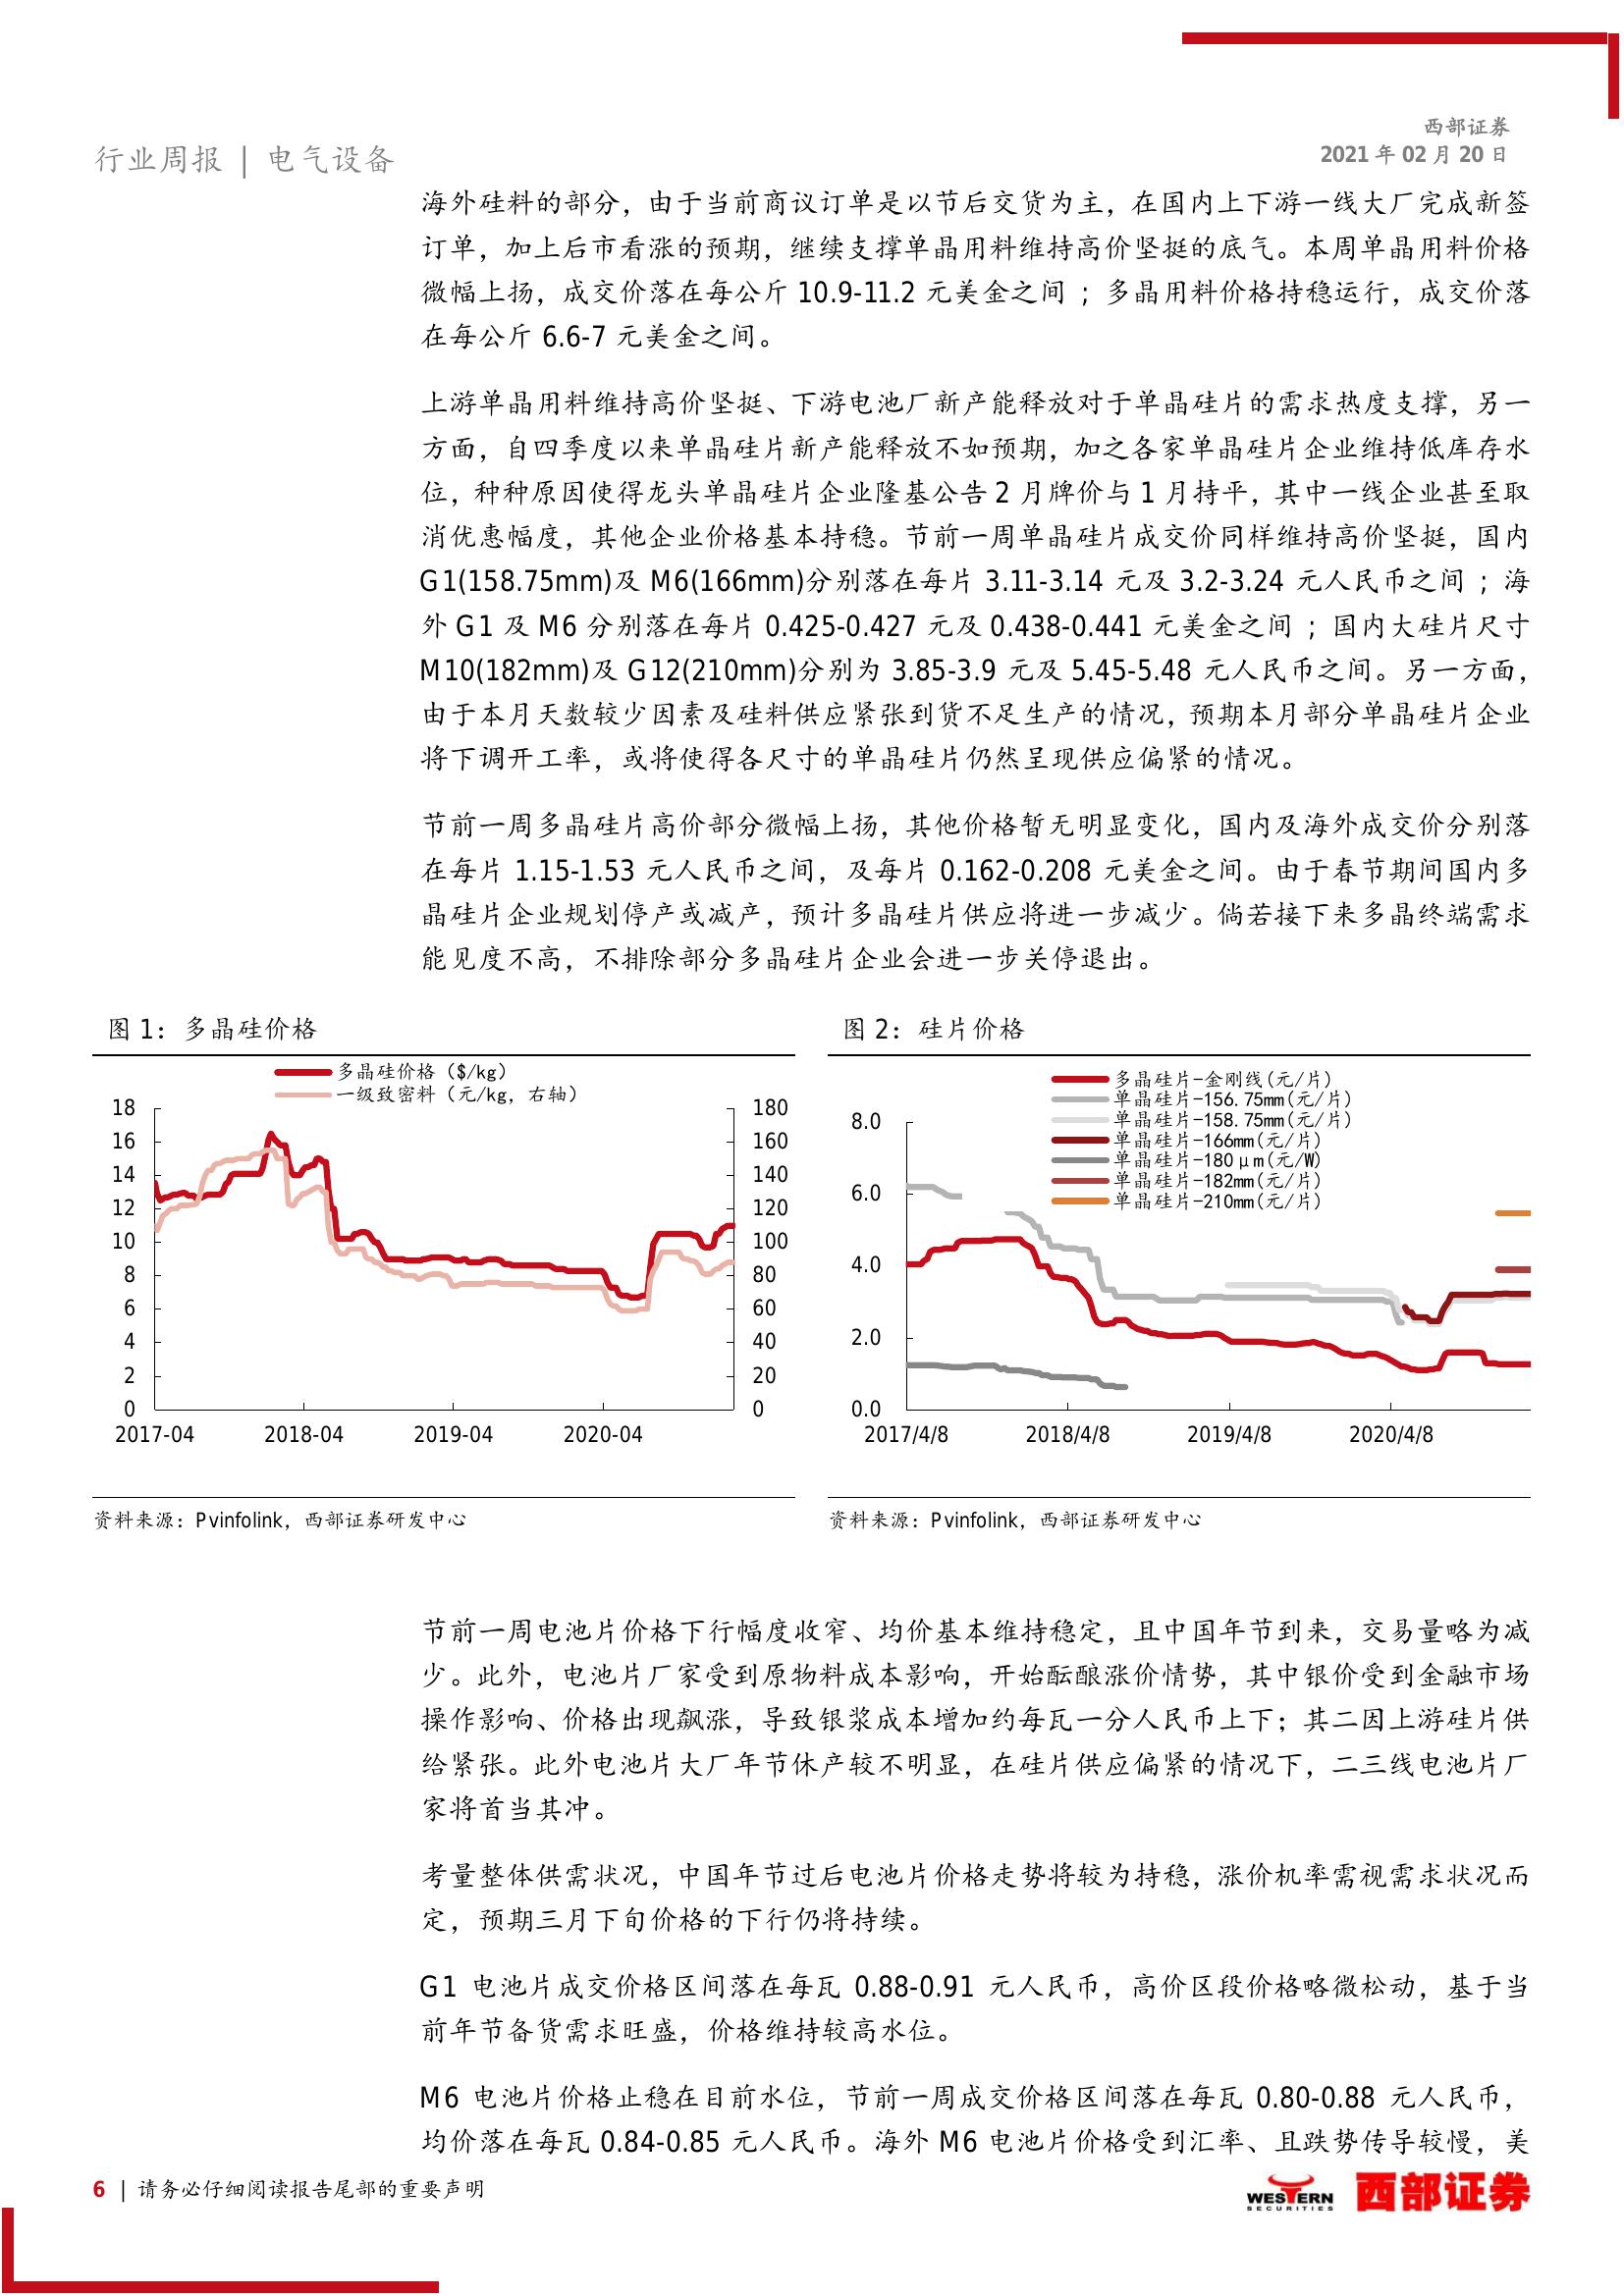 西部证券
2021 年 02 月 20 日
行业周报 | 电气设备
海外硅料的部分，由于当前商议订单是以节后交货为主，在国内上下游一线大厂完成新签
订单，加上后市看涨的预期，继续支撑单晶用料维持高价坚挺的底气。本周单晶用料价格
微幅上扬，成交价落在每公斤 10.9-11.2 元美金之间 ；多晶用料价格持稳运行，成交价落
在每公斤 6.6-7 元美金之间。
上游单晶用料维持高价坚挺、下游电池厂新产能释放对于单晶硅片的需求热度支撑，另一
方面，自四季度以来单晶硅片新产能释放不如预期，加之各家单晶硅片企业维持低库存水
位，种种原因使得龙头单晶硅片企业隆基公告 2 月牌价与 1 月持平，其中一线企业甚至取
消优惠幅度，其他企业价格基本持稳。节前一周单晶硅片成交价同样维持高价坚挺，国内
G1(158.75mm)及 M6(166mm)分别落在每片 3.11-3.14 元及 3.2-3.24 元人民币之间 ；海
外 G1 及 M6 分别落在每片 0.425-0.427 元及 0.438-0.441 元美金之间 ；国内大硅片尺寸
M10(182mm)及 G12(210mm)分别为 3.85-3.9 元及 5.45-5.48 元人民币之间。另一方面，
由于本月天数较少因素及硅料供应紧张到货不足生产的情况，预期本月部分单晶硅片企业
将下调开工率，或将使得各尺寸的单晶硅片仍然呈现供应偏紧的情况。
节前一周多晶硅片高价部分微幅上扬，其他价格暂无明显变化，国内及海外成交价分别落
在每片 1.15-1.53 元人民币之间，及每片 0.162-0.208 元美金之间。由于春节期间国内多
晶硅片企业规划停产或减产，预计多晶硅片供应将进一步减少。倘若接下来多晶终端需求
能见度不高，不排除部分多晶硅片企业会进一步关停退出。
图 1：多晶硅价格
多晶硅价格（$/kg）
一级致密料（元/kg，右轴）
18
16
14
12
10
8
6
4
2
0
180
160
140
120
100
80
60
40
20
0
2017-04 2018-04 2019-04 2020-04
资料来源：Pvinfolink，西部证券研发中心
图 2：硅片价格
多晶硅片-金刚线(元/片)
单晶硅片-156.75mm(元/片)
单晶硅片-158.75mm(元/片)
单晶硅片-166mm(元/片)
单晶硅片-180μm(元/W)
单晶硅片-182mm(元/片)
单晶硅片-210mm(元/片)
8.0
6.0
4.0
2.0
0.0
2017/4/8 2018/4/8 2019/4/8 2020/4/8
资料来源：Pvinfolink，西部证券研发中心
节前一周电池片价格下行幅度收窄、均价基本维持稳定，且中国年节到来，交易量略为减
少。此外，电池片厂家受到原物料成本影响，开始酝酿涨价情势，其中银价受到金融市场
操作影响、价格出现飙涨，导致银浆成本增加约每瓦一分人民币上下；其二因上游硅片供
给紧张。此外电池片大厂年节休产较不明显，在硅片供应偏紧的情况下，二三线电池片厂
家将首当其冲。
考量整体供需状况，中国年节过后电池片价格走势将较为持稳，涨价机率需视需求状况而
定，预期三月下旬价格的下行仍将持续。
G1 电池片成交价格区间落在每瓦 0.88-0.91 元人民币，高价区段价格略微松动，基于当
前年节备货需求旺盛，价格维持较高水位。
M6 电池片价格止稳在目前水位，节前一周成交价格区间落在每瓦 0.80-0.88 元人民币，
均价落在每瓦 0.84-0.85 元人民币。海外 M6 电池片价格受到汇率、且跌势传导较慢，美
6 | 请务必仔细阅读报告尾部的重要声明
WESTERN
SECURITIES
西部证券